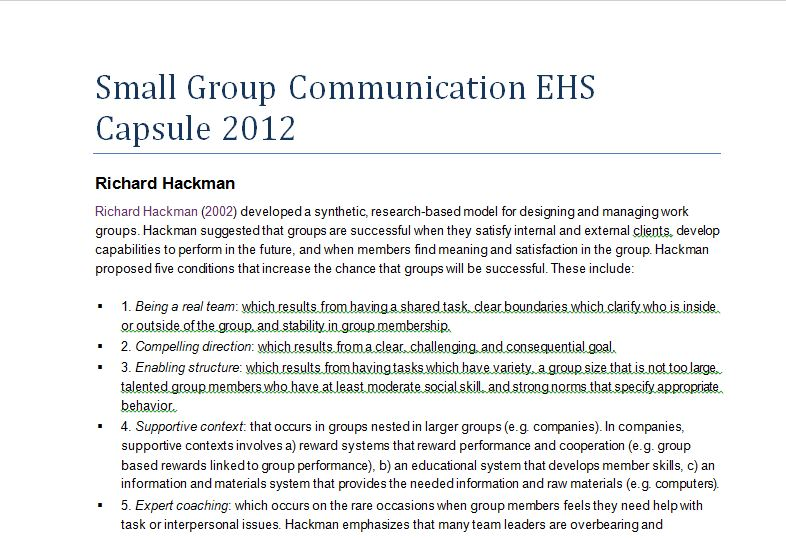 Small Group Communication EHS
Capsule 2012
Richard Hackman
Richard Hackman (2002) developed a synthetic, research-based model for designing and managing work
groups. Hackman suggested that groups are successful when they satisfy internal and external clients, develop
capabilities to perform in the future, and when members find meaning and satisfaction in the group. Hackman
proposed five conditions that increase the chance that groups will be successful. These include:
▪ 1. Being a real team: which results from having a shared task, clear boundaries which clarify who is inside
or outside of the group, and stability in group membership.
▪ 2. Compelling direction: which results from a clear, challenging, and consequential goal.
▪ 3. Enabling structure: which results from having tasks which have variety, a group size that is not too large,
talented group members who have at least moderate social skill, and strong norms that specify appropriate
behavior.
▪ 4. Supportive context: that occurs in groups nested in larger groups (e.g. companies). In companies,
supportive contexts involves a) reward systems that reward performance and cooperation (e.g. group
based rewards linked to group performance), b) an educational system that develops member skills, c) an
information and materials system that provides the needed information and raw materials (e.g. computers).
▪ 5. Expert coaching: which occurs on the rare occasions when group members feels they need help with
task or interpersonal issues. Hackman emphasizes that many team leaders are overbearing and